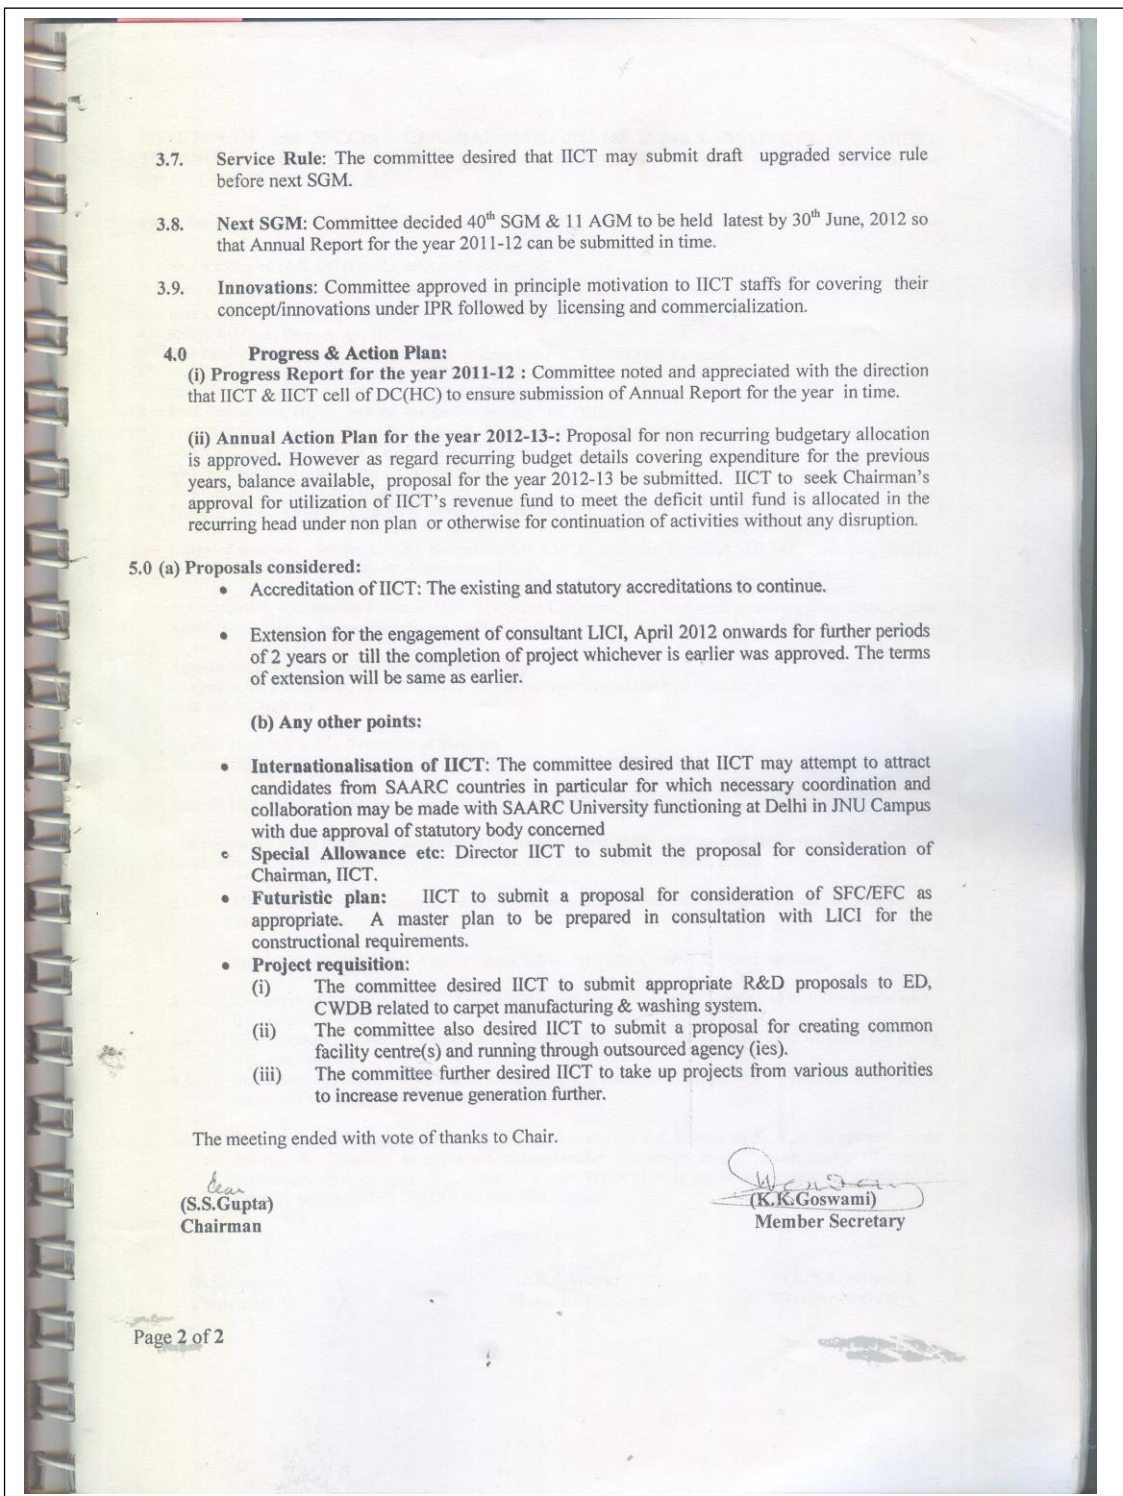 3.7. Service Rule: The committee desired that IICT may submit draft upgraded service rule
before next SGM.
3.8. Next SGM: Committee decided 40th SGM & 11 AGM to be held latest by 30th June, 2012 so
that Annual Report for the year 2011-12 can be submitted in time.
3.9. Innovations: Committee approved in principle motivation to IICT staffs for covering their
concept/innovations under IPR followed by licensing and commercialization.
4.0 Progress & Action Plan:
(i) Progress Report for the year 2011-12 : Committee noted and appreciated with the direction
that IICT & IICT cell of DC(HC) to ensure submission of Annual Report for the year in time.
(ii) Annual Action Plan for the year 2012-13-: Proposal for non recurring budgetary allocation
is approved. However as regard recurring budget details covering expenditure for the previous
years, balance available, proposal for the year 2012-13 be submitted. IICT to seek Chairman's
approval for utilization of IICT's revenue fund to meet the deficit until fund is allocated in the
recurring head under non plan or otherwise for continuation of activities without any disruption.
5.0 (a) Proposals considered:
• Accreditation of IICT: The existing and statutory accreditations to continue.
• Extension for the engagement of consultant LICI, April 2012 onwards for further periods
of 2 years or till the completion of project whichever is earlier was approved. The terms
of extension will be same as earlier.
(b) Any other points:
• Internationalisation of IICT: The committee desired that IICT may attempt to attract
candidates from SAARC countries in particular for which necessary coordination and
collaboration may be made with SAARC University functioning at Delhi in JNU Campus
with due approval of statutory body concerned
• Special Allowance etc: Director IICT to submit the proposal for consideration of
Chairman, IICT.
• Futuristic plan: IICT to submit a proposal for consideration of SFC/EFC as
appropriate. A master plan to be prepared in consultation with LICI for the
constructional requirements.
• Project requisition:
(i) The committee desired IICT to submit appropriate R&D proposals to ED,
CWDB related to carpet manufacturing & washing system.
(ii) The committee also desired IICT to submit a proposal for creating common
facility centre(s) and running through outsourced agency (ies).
(iii) The committee further desired IICT to take up projects from various authorities
to increase revenue generation further.
The meeting ended with vote of thanks to Chair.
(S.S.Gupta) (K.K.Goswami)
Chairman Member Secretary
Page 2 of 2